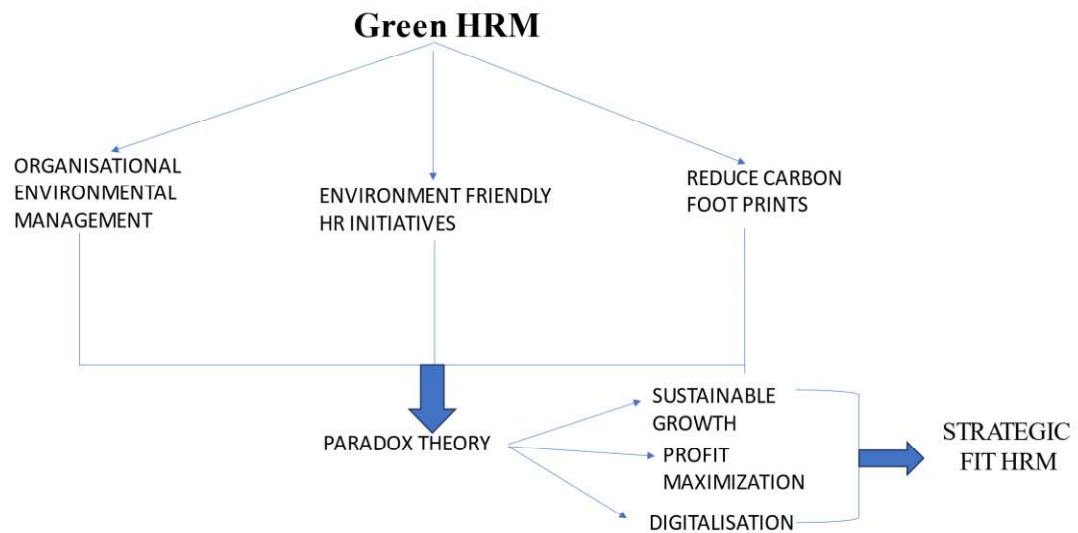 Green HRM
ORGANISATIONAL
ENVIRONMENTAL
MANAGEMENT
ENVIRONMENT FRIENDLY
HR INITIATIVES
REDUCE CARBON
FOOT PRINTS
PARADOX THEORY
SUSTAINABLE
GROWTH
PROFIT
MAXIMIZATION
DIGITALISATION
STRATEGIC
FIT HRM